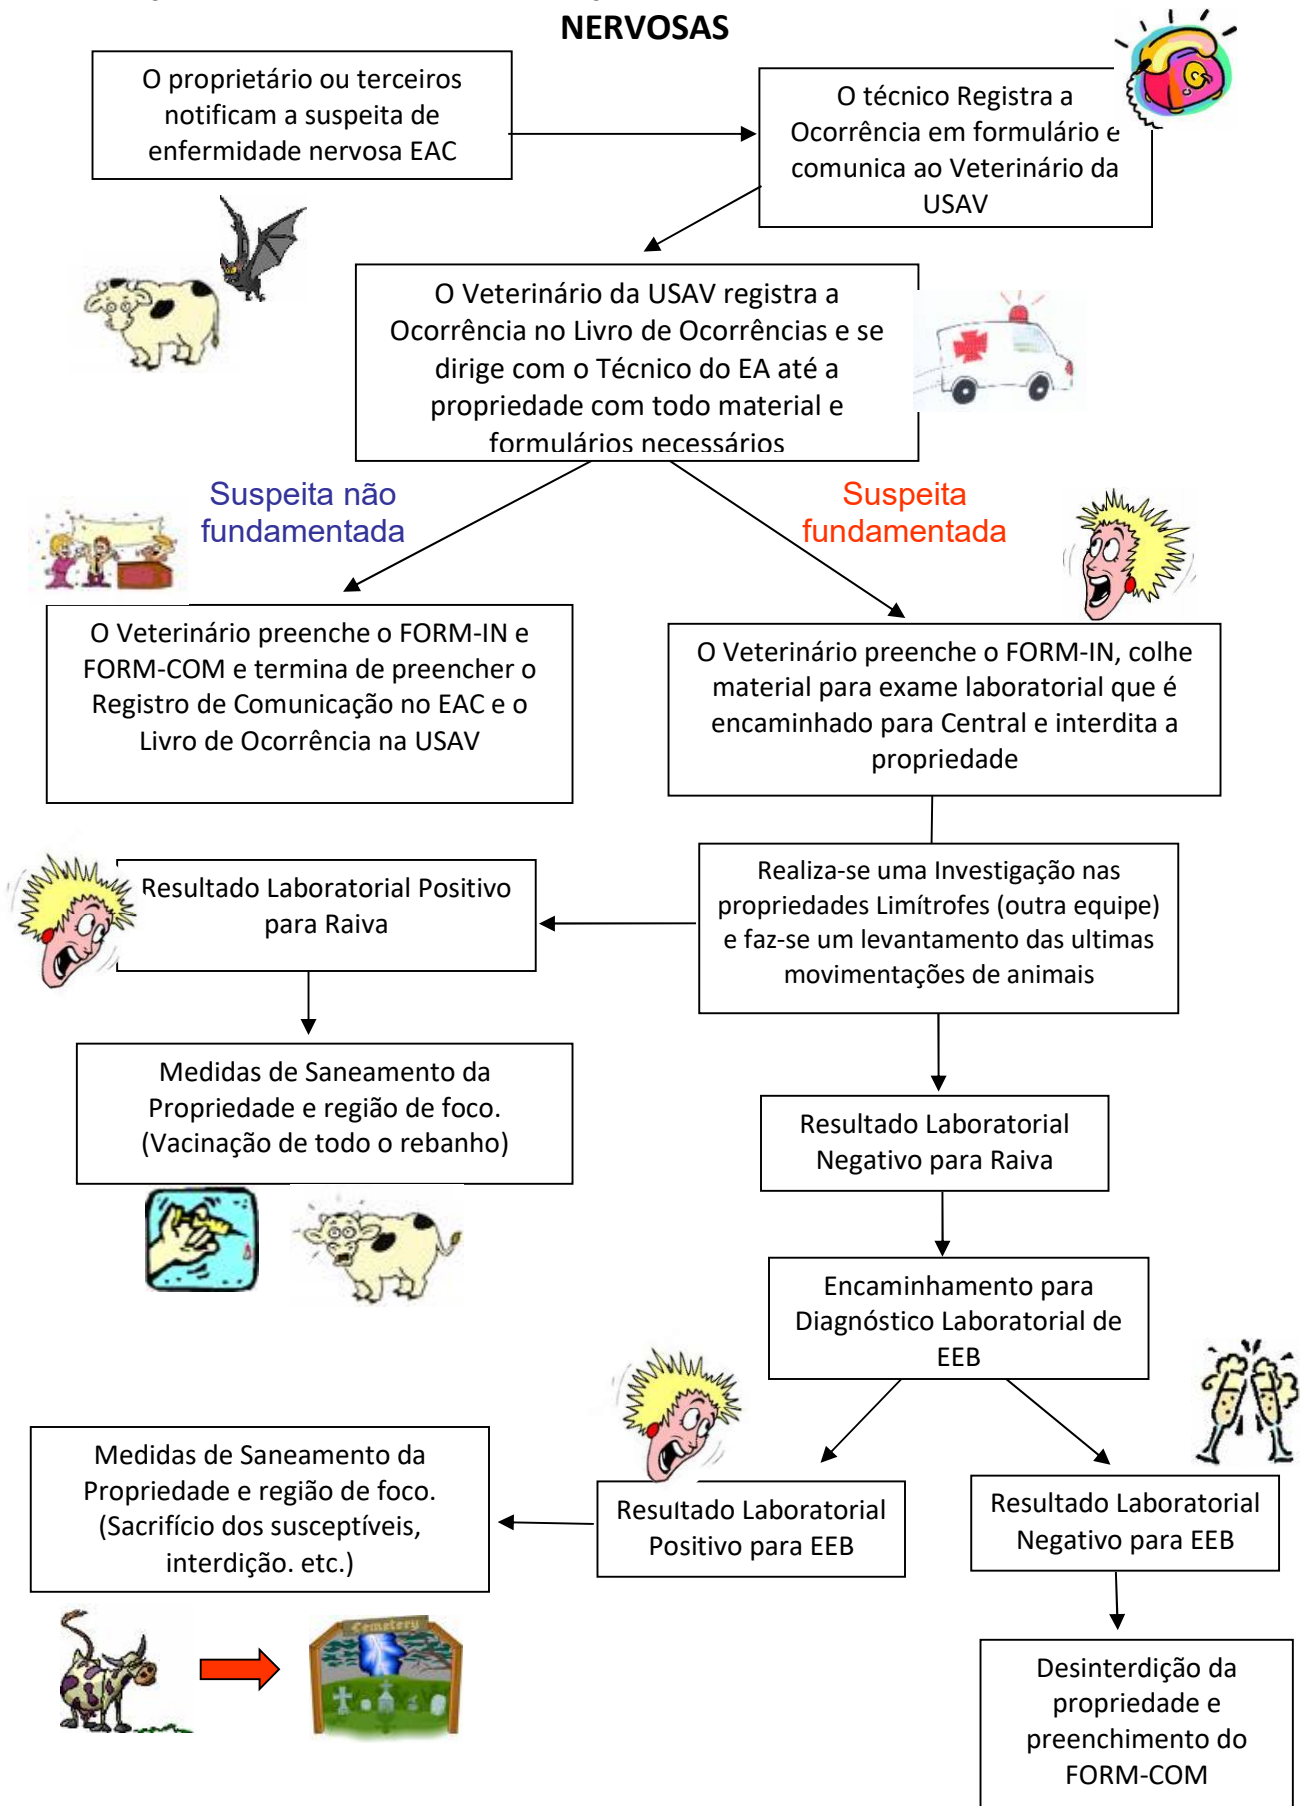 NERVOSAS
O proprietário ou terceiros
notificam a suspeita de
enfermidade nervosa EAC
O técnico Registra a
Ocorrência em formulário e
comunica ao Veterinário da
USAV
O Veterinário da USAV registra a
Ocorrência no Livro de Ocorrências e se
dirige com o Técnico do EA até a
propriedade com todo material e
formulários necessários
Suspeita não
fundamentada
Suspeita
fundamentada
O Veterinário preenche o FORM-IN e
FORM-COM e termina de preencher o
Registro de Comunicação no EAC e o
Livro de Ocorrência na USAV
O Veterinário preenche o FORM-IN, colhe
material para exame laboratorial que é
encaminhado para Central e interdita a
propriedade
Resultado Laboratorial Positivo
para Raiva
Realiza-se uma Investigação nas
propriedades Limítrofes (outra equipe)
e faz-se um levantamento das ultimas
movimentações de animais
Medidas de Saneamento da
Propriedade e região de foco.
(Vacinação de todo o rebanho)
Resultado Laboratorial
Negativo para Raiva
Encaminhamento para
Diagnóstico Laboratorial de
EEB
Medidas de Saneamento da
Propriedade e região de foco.
(Sacrifício dos susceptíveis,
interdição. etc.)
Resultado Laboratorial
Positivo para EEB
Resultado Laboratorial
Negativo para EEB
Cemetery
Desinterdição da
propriedade e
preenchimento do
FORM-COM